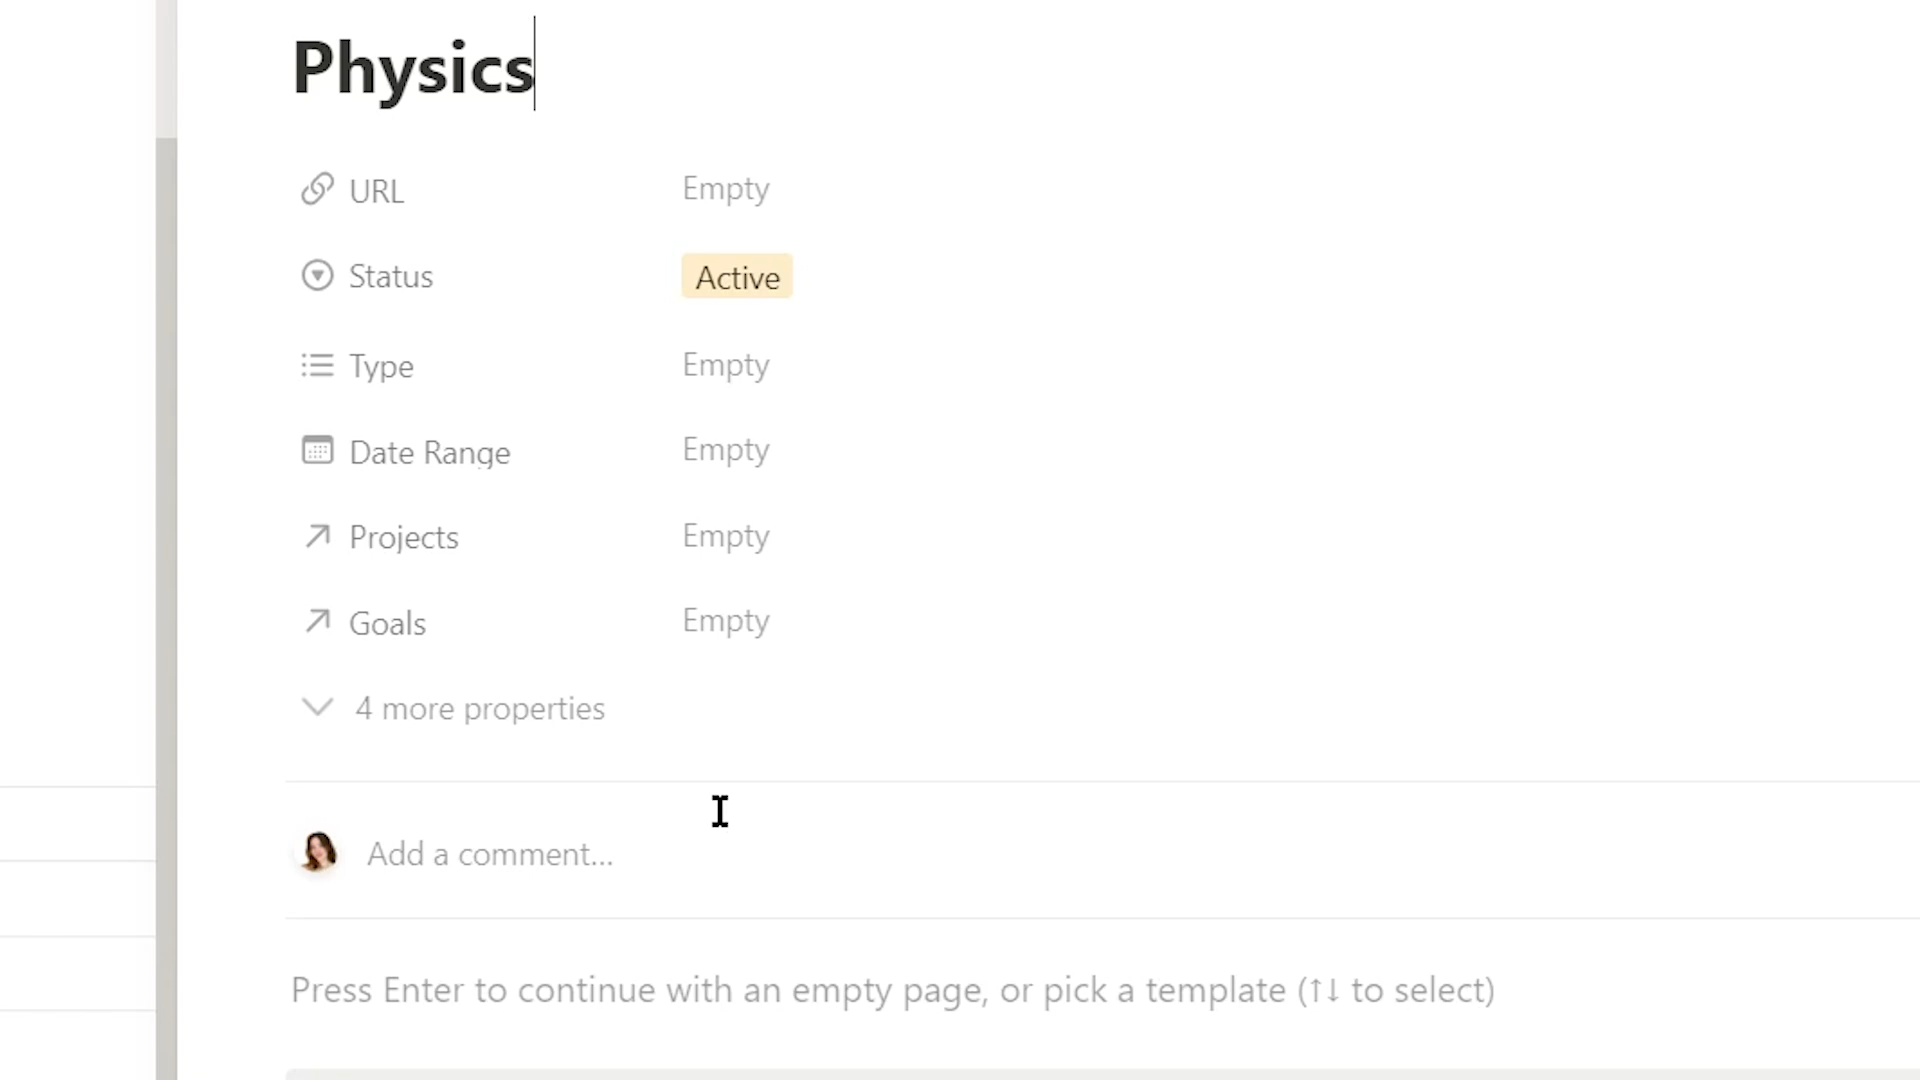 Physics
URL Empty
Status Active
Type Empty
Date Range Empty
Projects Empty
Goals Empty
4 more properties
Add a comment...
Press Enter to continue with an empty page, or pick a template (↑↓ to select)